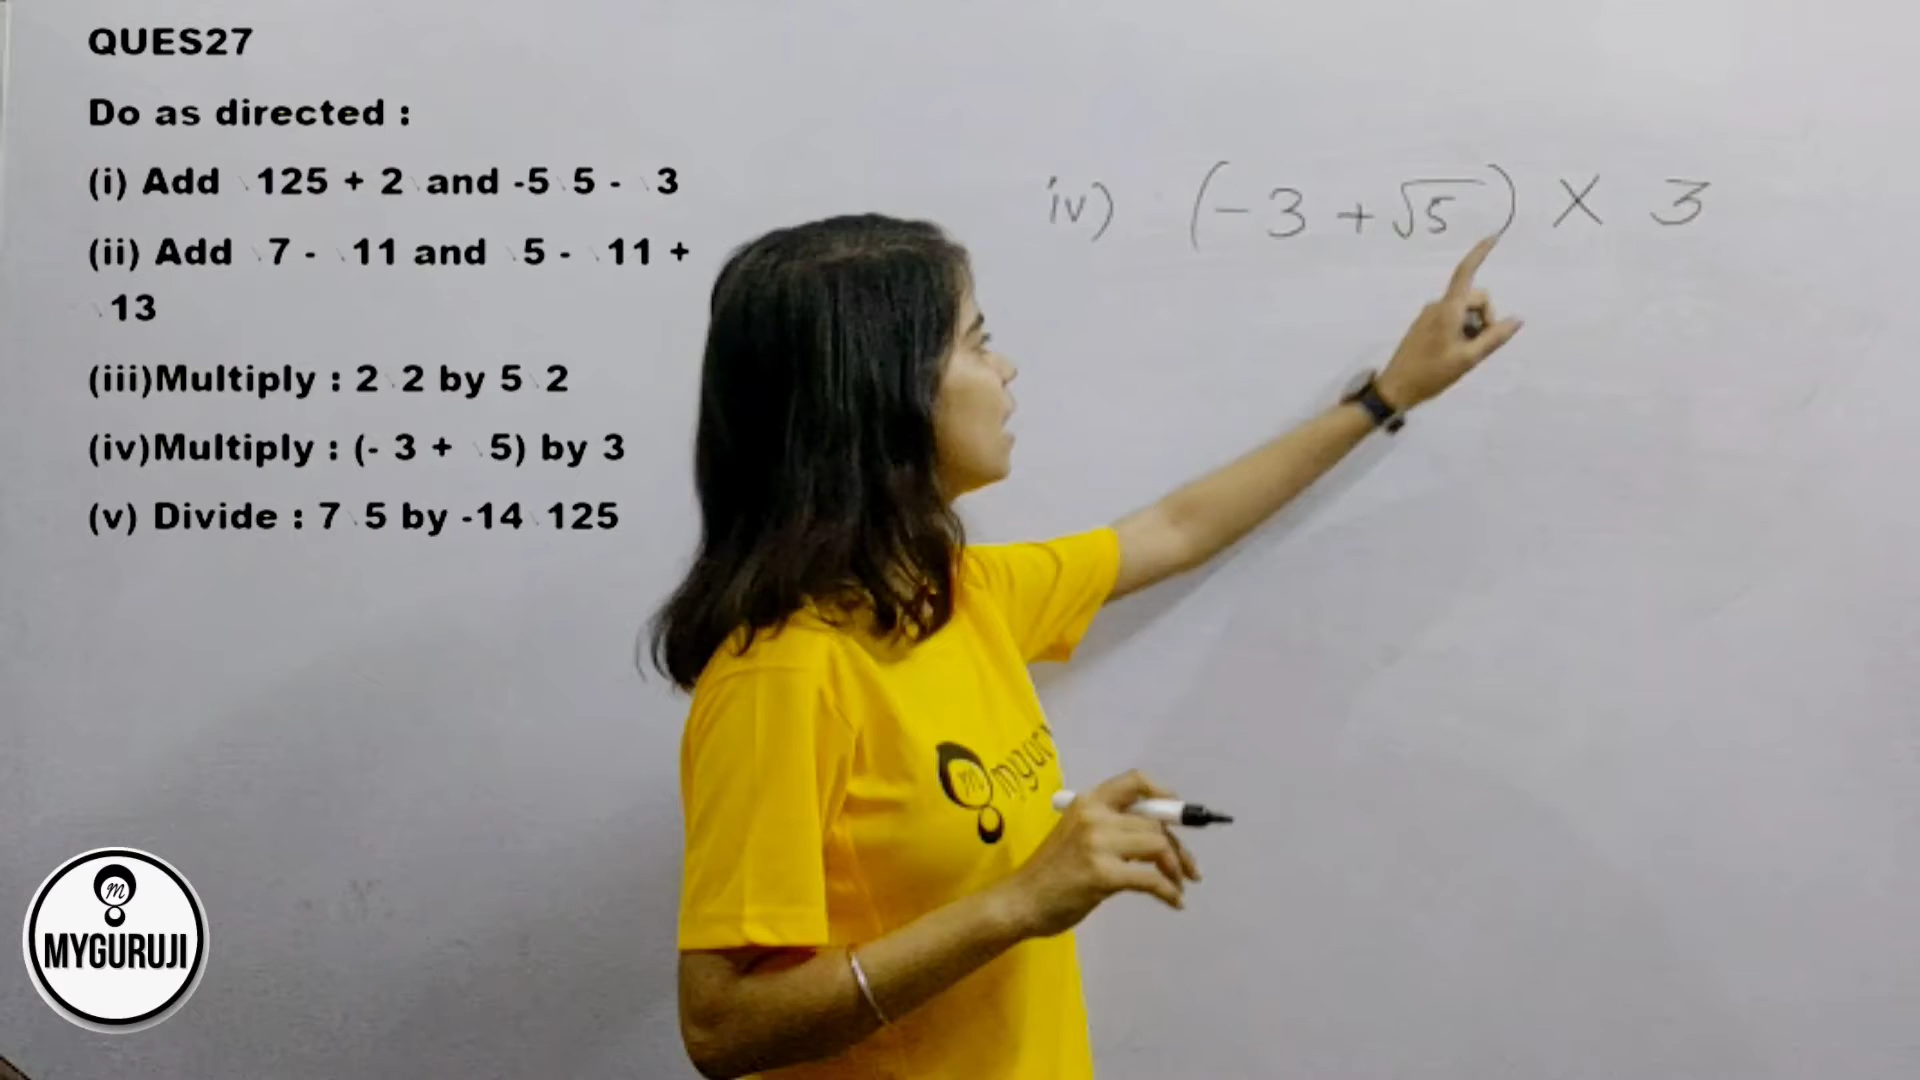 QUES27
Do as directed :
(i) Add \125 + 2\ and -5\5 - \3
(ii) Add \7 - \11 and \5 - \11 +
\13
(iii)Multiply : 2\2 by 5\2
(iv)Multiply : (- 3 + \5) by 3
(v) Divide : 7\5 by -14\125
iv) (-3 + √5) × 3
m
mygur
m
MYGURUJI